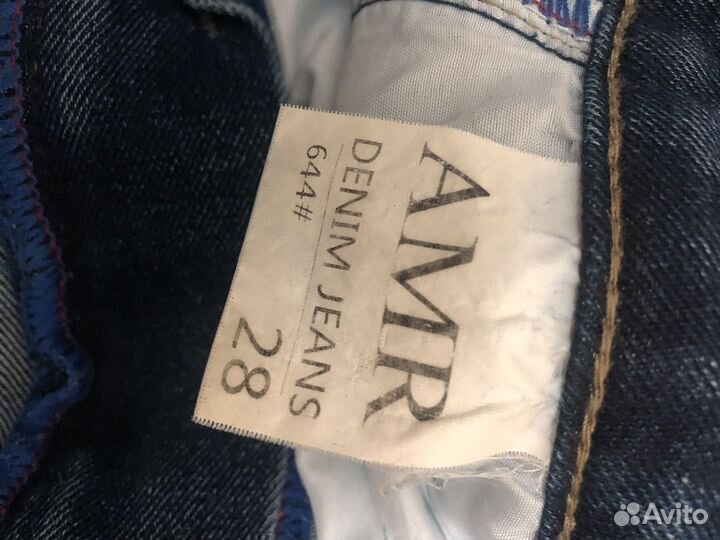 AMR
DENIM JEANS
644# 28
Avito